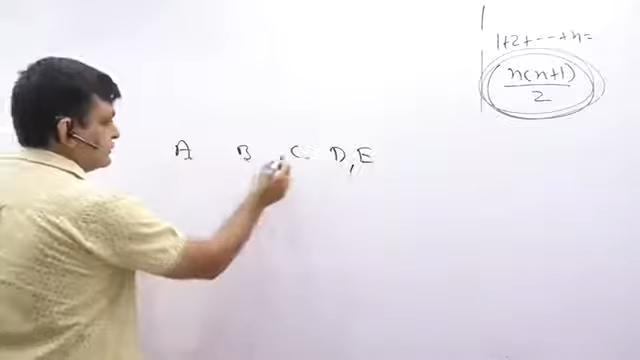 1+2+---+n=
n(n+1)
2
A B C D, E